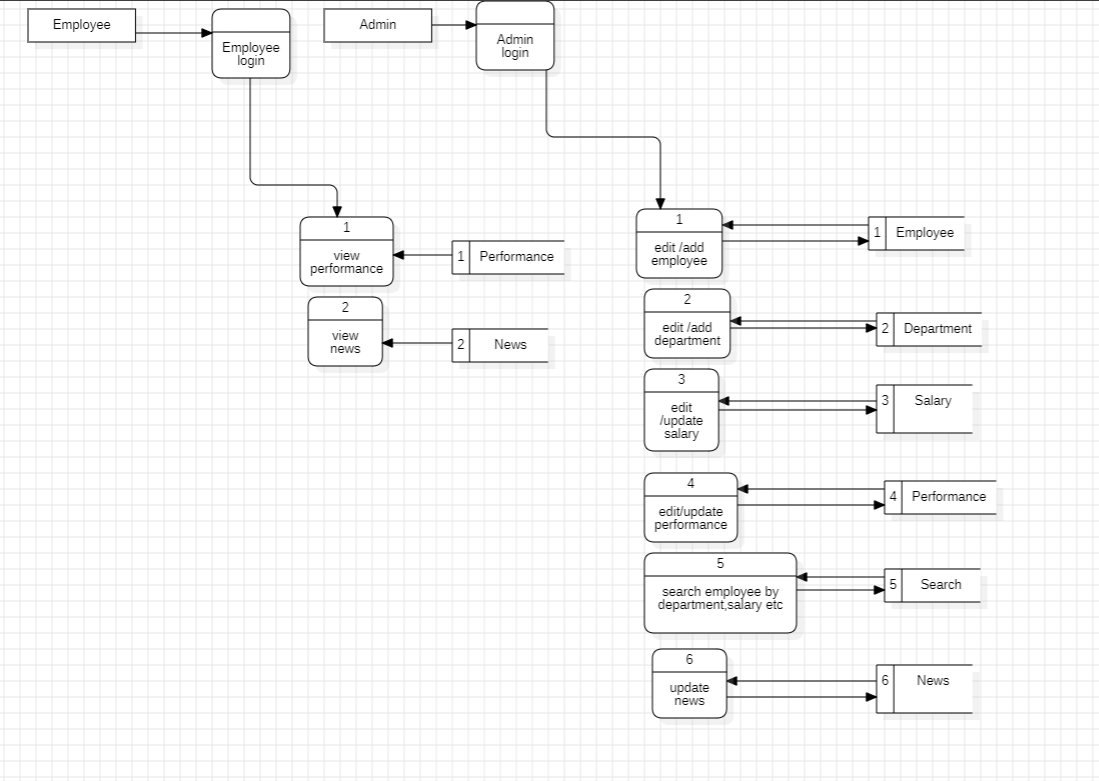 Employee
Employee
login
Admin
Admin
login
1
view
performance
1 Performance
2
view
news
2 News
1
edit /add
employee
1 Employee
2
edit /add
department
2 Department
3
edit
/update
salary
3 Salary
4
edit/update
performance
4 Performance
5
search employee by
department,salary etc
5 Search
6
update
news
6 News